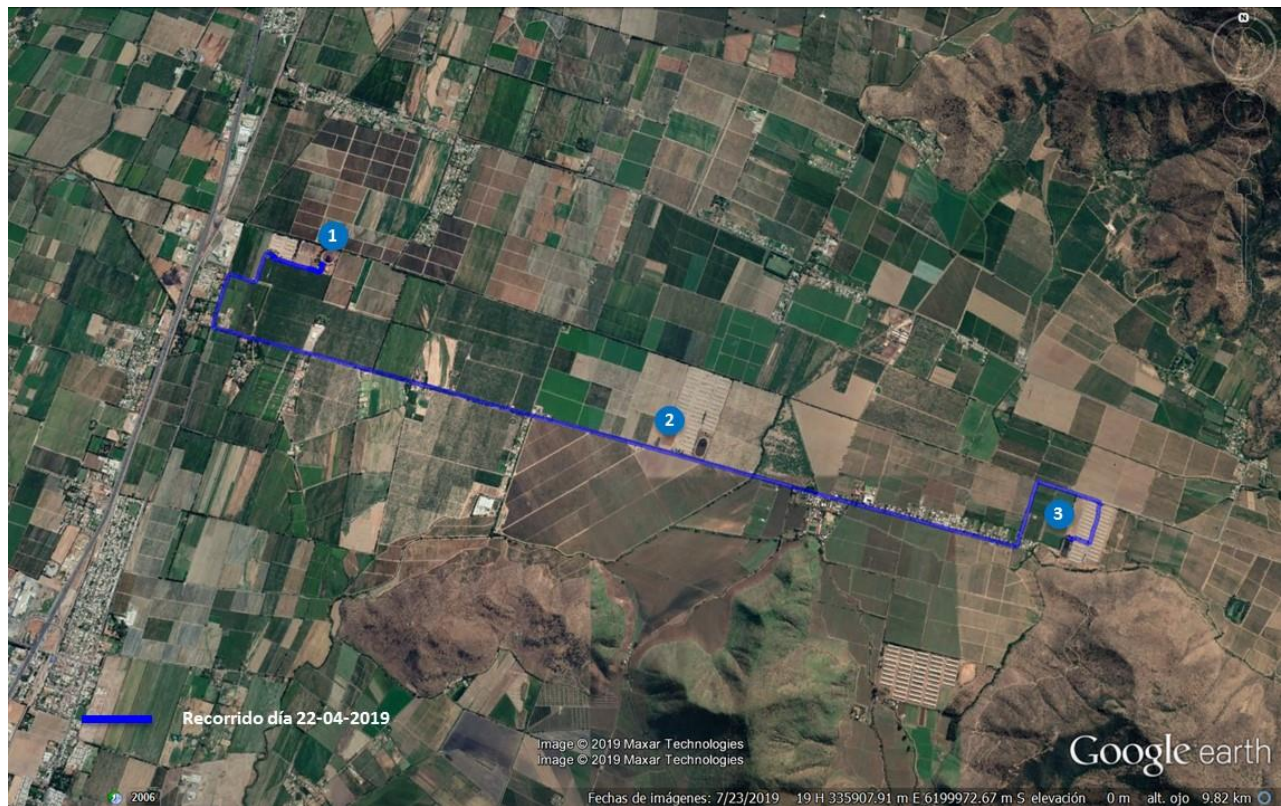 N
1
2
3
Recorrido día 22-04-2019
Image © 2019 Maxar Technologies
Image © 2019 Maxar Technologies
Google earth
2006
Fechas de imágenes: 7/23/2019 19 H 335907.91 m E 6199972.67 m S elevación 0 m alt. ojo 9.82 km